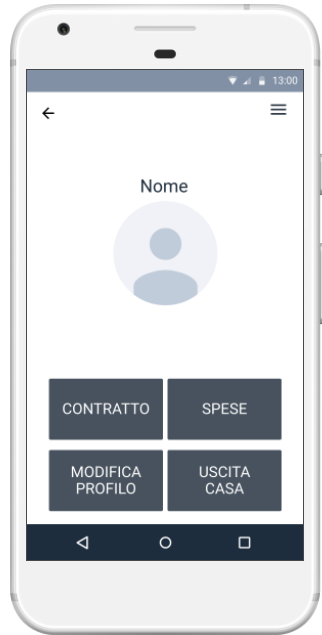 13:00
Nome
CONTRATTO
SPESE
MODIFICA
PROFILO
USCITA
CASA